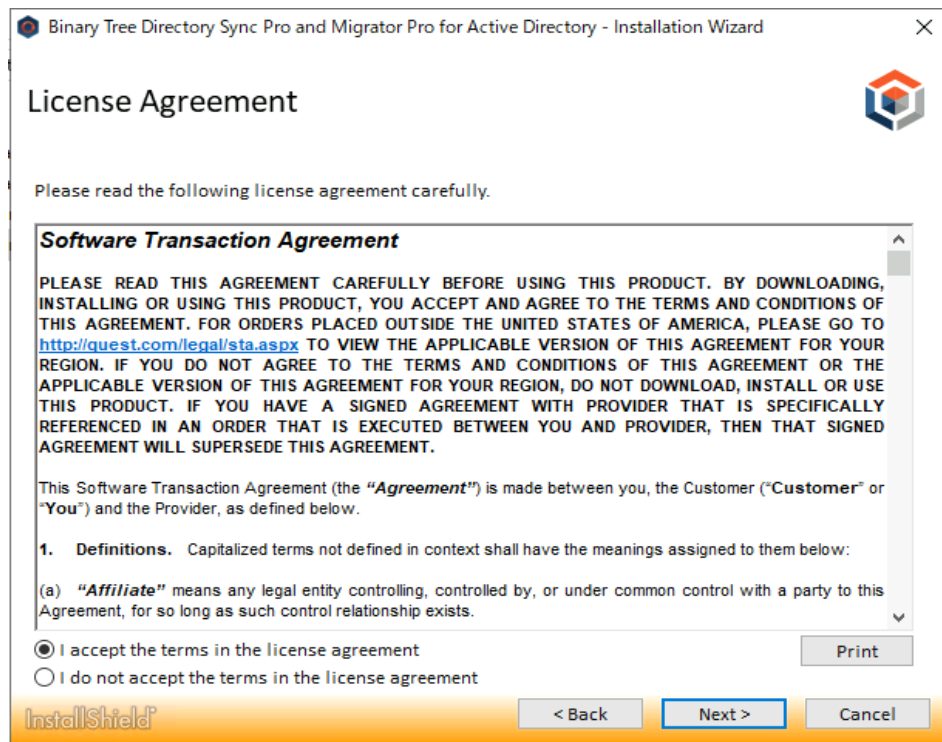 Binary Tree Directory Sync Pro and Migrator Pro for Active Directory - Installation Wizard
License Agreement
Please read the following license agreement carefully.
Software Transaction Agreement
PLEASE READ THIS AGREEMENT CAREFULLY BEFORE USING THIS PRODUCT. BY DOWNLOADING,
INSTALLING OR USING THIS PRODUCT, YOU ACCEPT AND AGREE TO THE TERMS AND CONDITIONS OF
THIS AGREEMENT. FOR ORDERS PLACED OUTSIDE THE UNITED STATES OF AMERICA, PLEASE GO TO
http://quest.com/legal/sta.aspx TO VIEW THE APPLICABLE VERSION OF THIS AGREEMENT FOR YOUR
REGION. IF YOU DO NOT AGREE TO THE TERMS AND CONDITIONS OF THIS AGREEMENT OR THE
APPLICABLE VERSION OF THIS AGREEMENT FOR YOUR REGION, DO NOT DOWNLOAD, INSTALL OR USE
THIS PRODUCT. IF YOU HAVE A SIGNED AGREEMENT WITH PROVIDER THAT IS SPECIFICALLY
REFERENCED IN AN ORDER THAT IS EXECUTED BETWEEN YOU AND PROVIDER, THEN THAT SIGNED
AGREEMENT WILL SUPERSEDE THIS AGREEMENT.
This Software Transaction Agreement (the “Agreement”) is made between you, the Customer (“Customer” or
“You”) and the Provider, as defined below.
1. Definitions. Capitalized terms not defined in context shall have the meanings assigned to them below:
(a) “Affiliate” means any legal entity controlling, controlled by, or under common control with a party to this
Agreement, for so long as such control relationship exists.
I accept the terms in the license agreement
Print
I do not accept the terms in the license agreement
InstallShield
< Back
Next >
Cancel